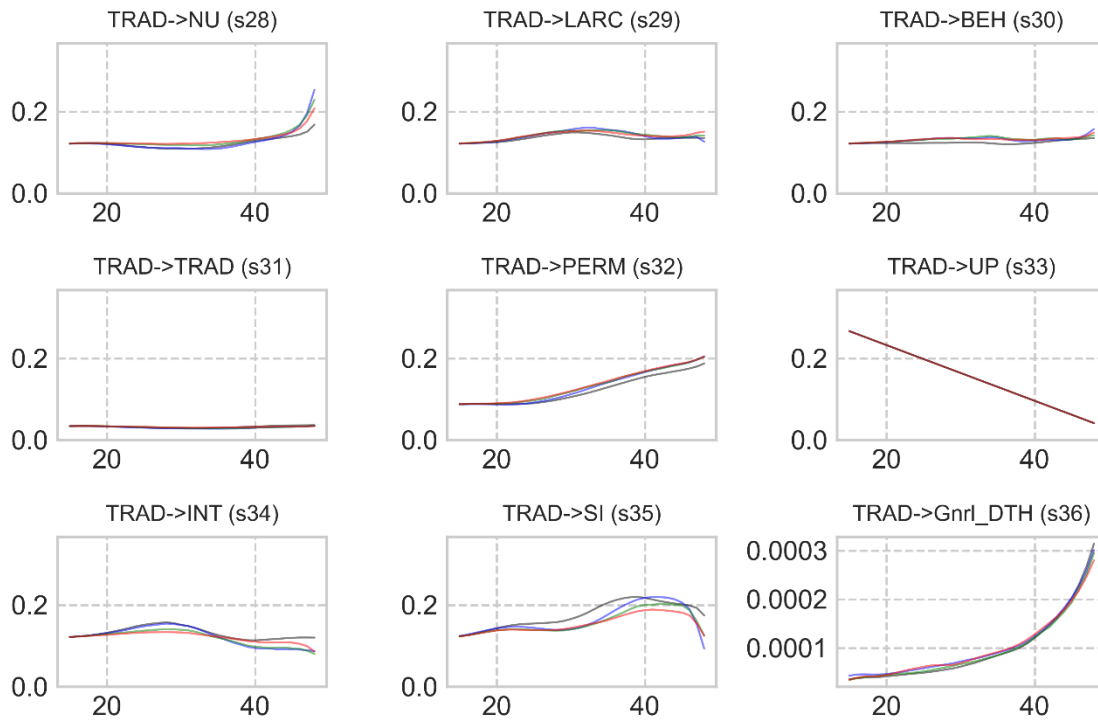 TRAD->NU (s28) TRAD->LARC (s29) TRAD->BEH (s30)
0.2 0.2 0.2
0.0 0.0 0.0
20 40 20 40 20 40
TRAD->TRAD (s31) TRAD->PERM (s32) TRAD->UP (s33)
0.2 0.2 0.2
0.0 0.0 0.0
20 40 20 40 20 40
TRAD->INT (s34) TRAD->SI (s35) TRAD->Gnrl_DTH (s36)
0.0003
0.2 0.2 0.0002
0.0001
0.0 0.0
20 40 20 40 20 40